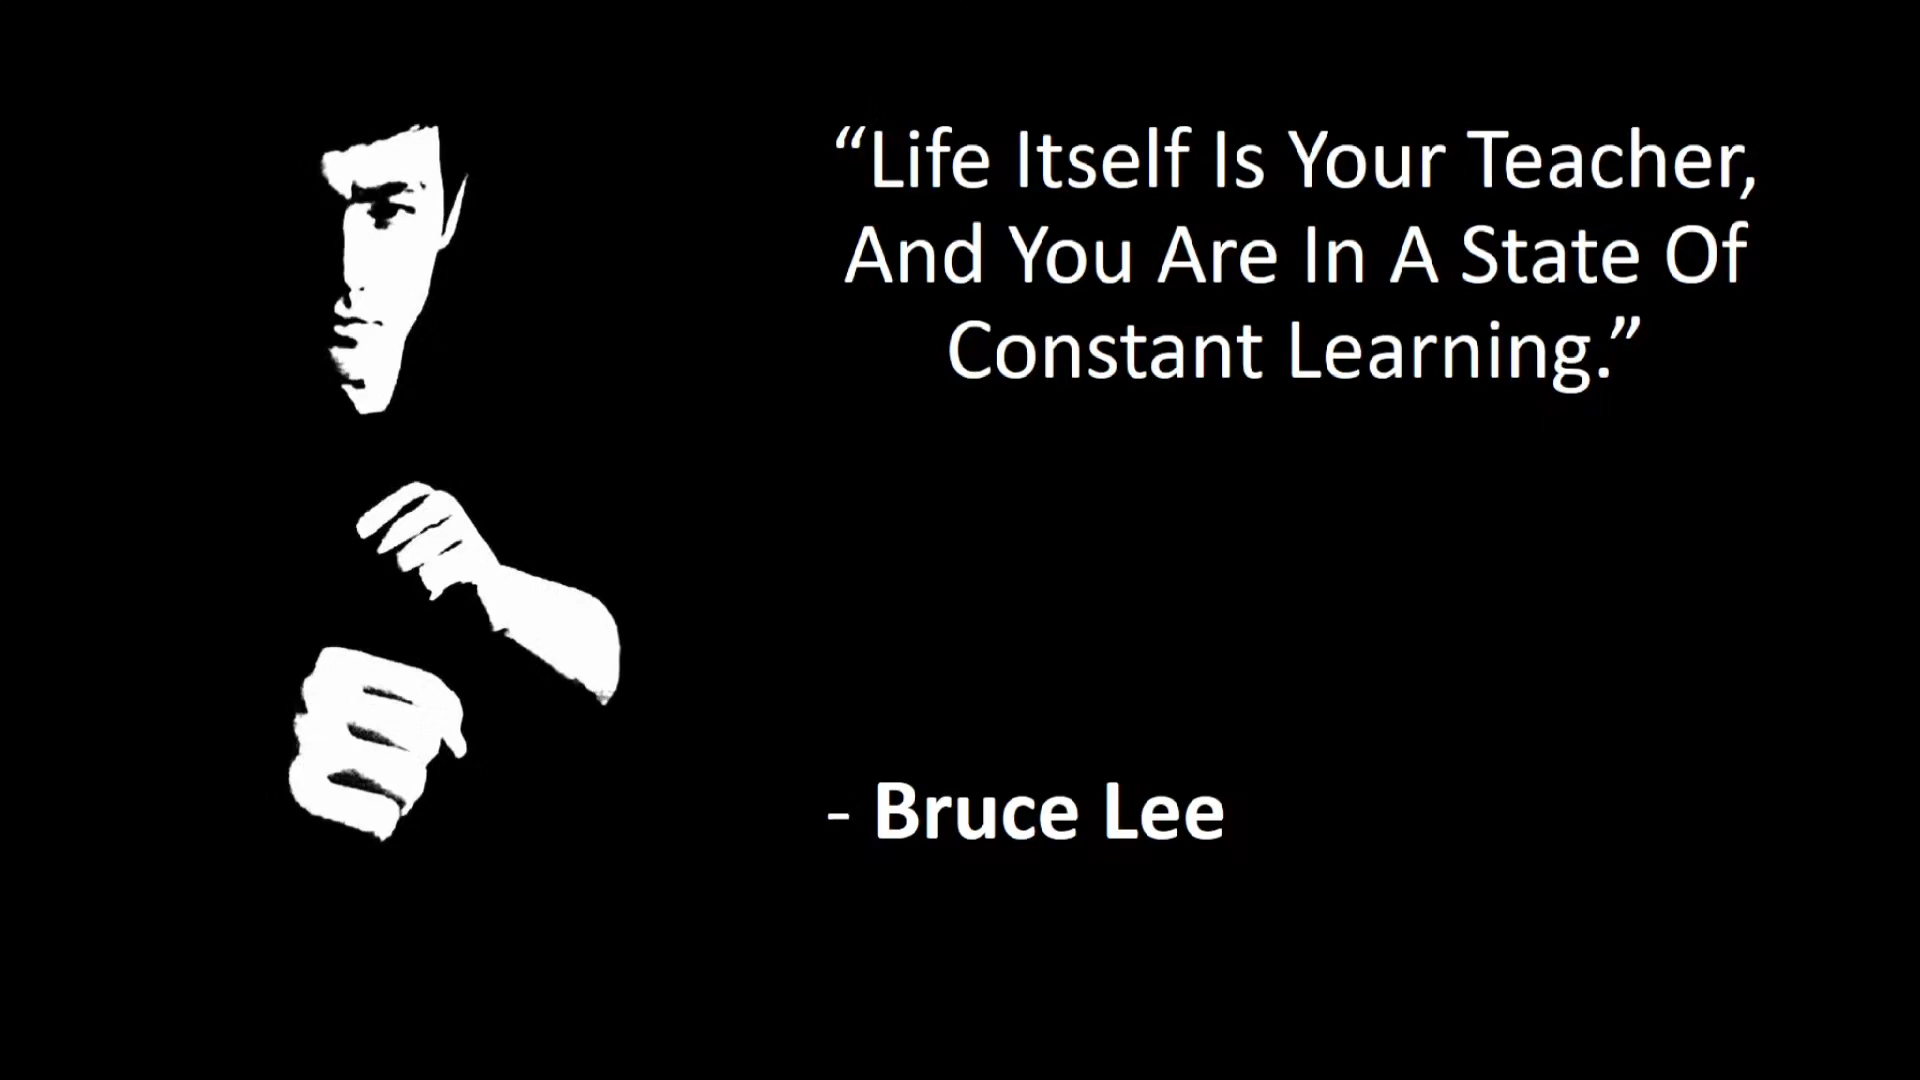 “Life Itself Is Your Teacher,
And You Are In A State Of
Constant Learning.”
- Bruce Lee